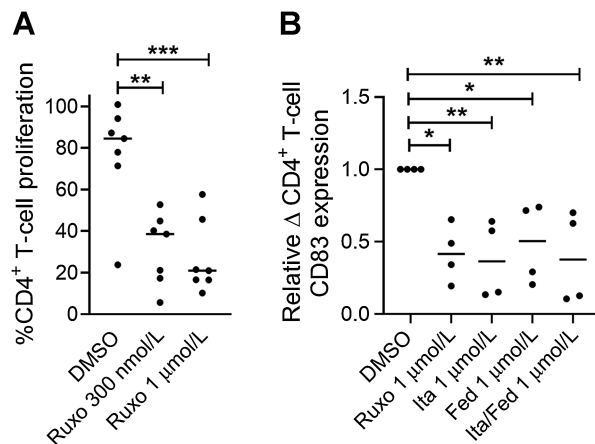 A
***
**
%CD4+ T-cell proliferation
100
80
60
40
20
0
DMSO
Ruxo 300 nmol/L
Ruxo 1 μmol/L
B
**
*
**
*
Relative Δ CD4+ T-cell
CD83 expression
1.5
1.0
0.5
0.0
DMSO
Ruxo 1 μmol/L
Ita 1 μmol/L
Fed 1 μmol/L
Ita/Fed 1 μmol/L